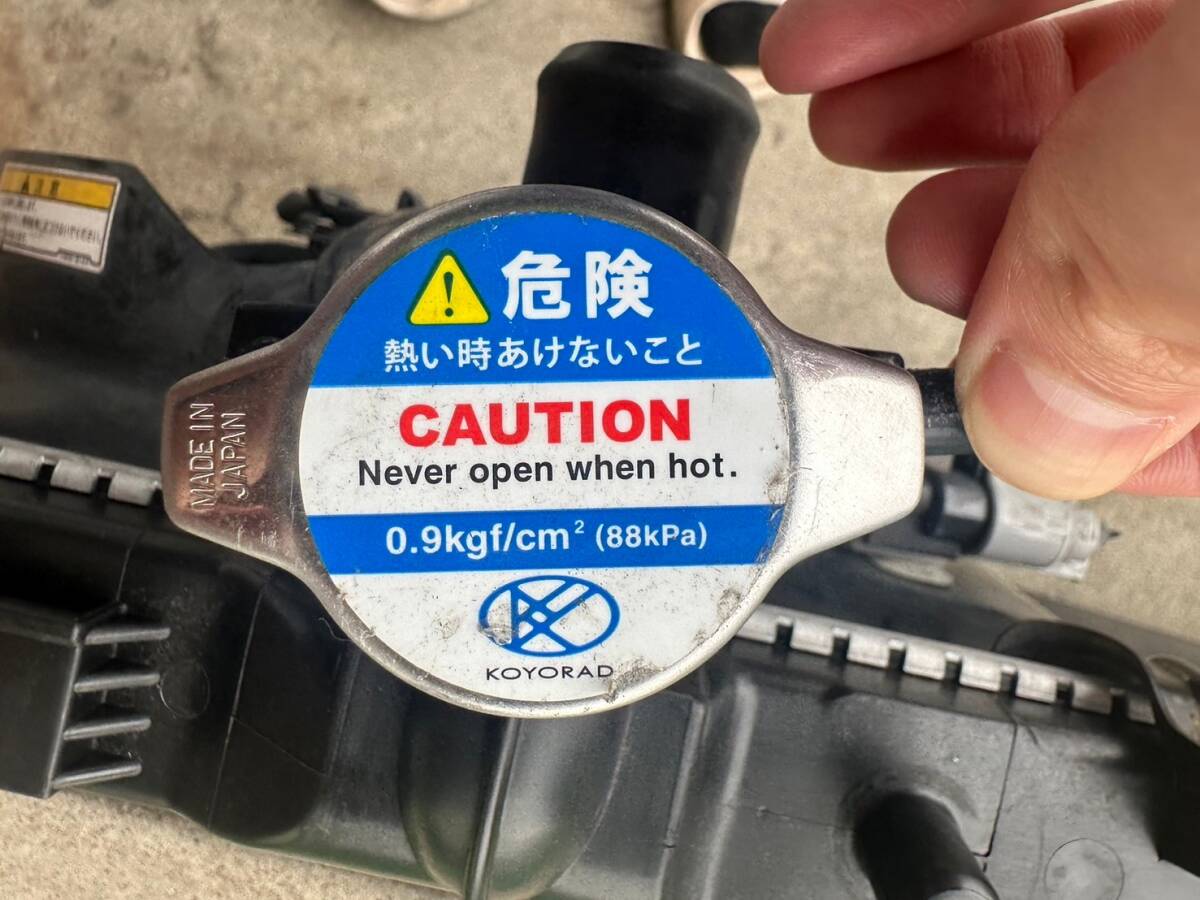 危険
熱い時あけないこと
CAUTION
Never open when hot.
0.9kgf/cm² (88kPa)
KOYORAD
MADE IN
JAPAN